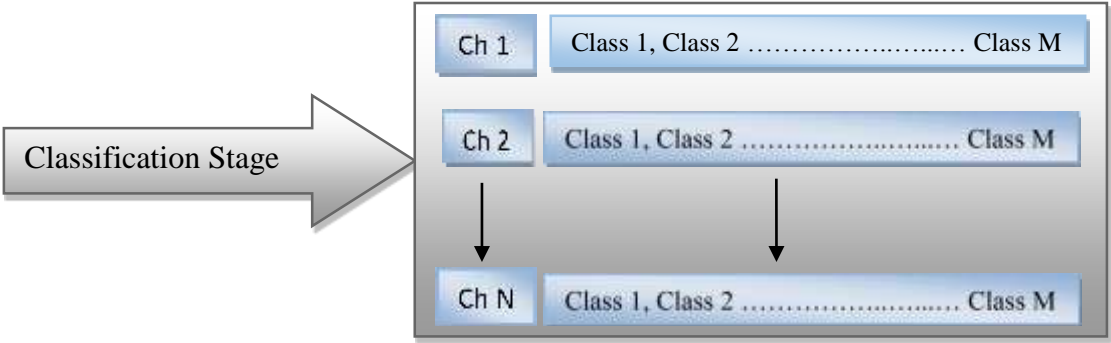 Ch 1 Class 1, Class 2 ……………..…...… Class M
Classification Stage
Ch 2 Class 1, Class 2 ……………..…...… Class M
Ch N Class 1, Class 2 ……………..…...… Class M